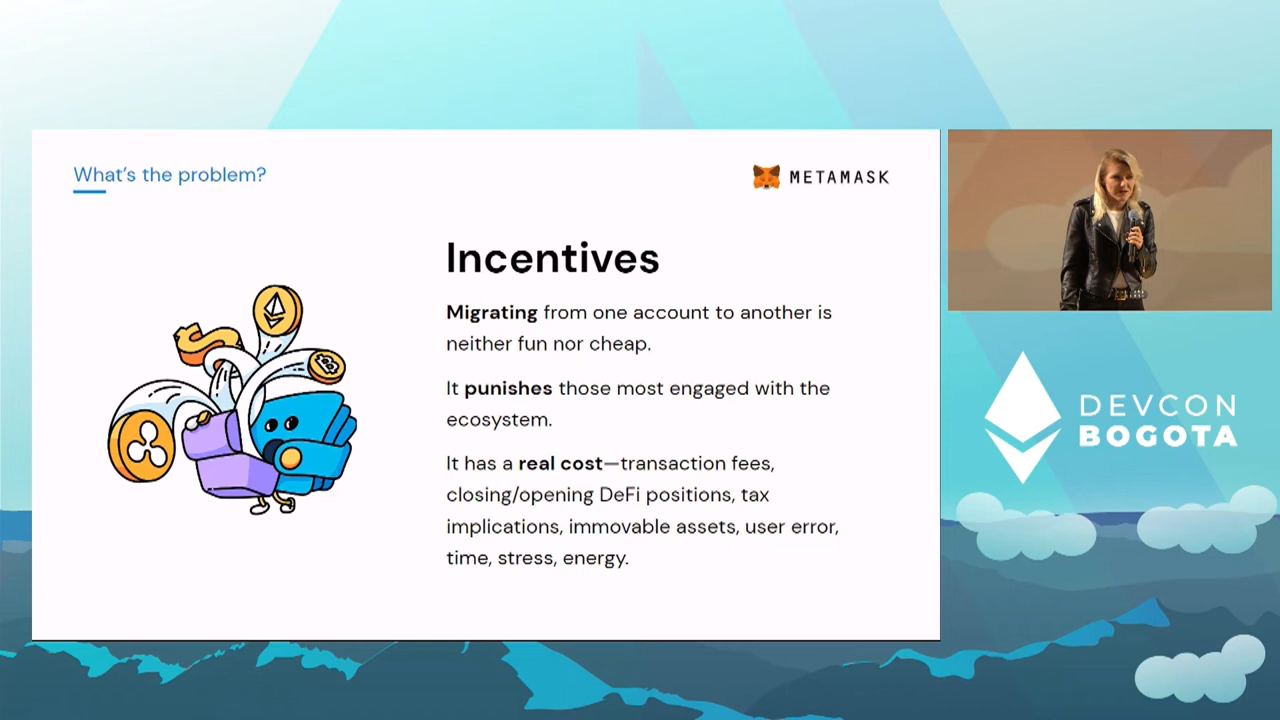 What's the problem?
METAMASK
Incentives
Migrating from one account to another is
neither fun nor cheap.
It punishes those most engaged with the
ecosystem.
It has a real cost—transaction fees,
closing/opening DeFi positions, tax
implications, immovable assets, user error,
time, stress, energy.
DEVCON
BOGOTA